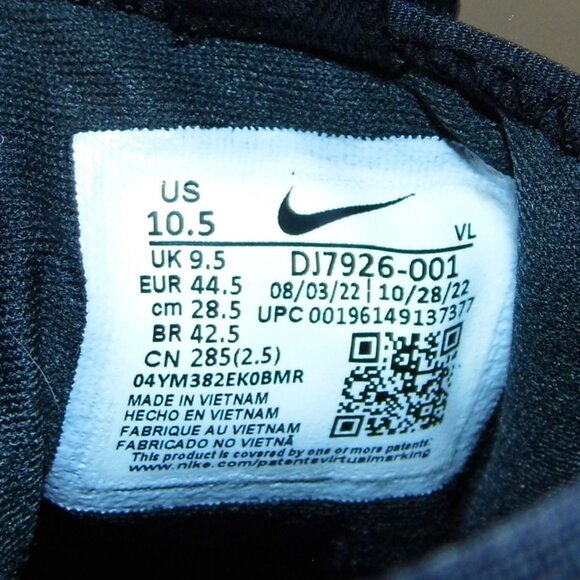 US
10.5
VL
UK 9.5
DJ7926-001
EUR 44.5
08/03/22 | 10/28/22
cm 28.5
UPC 00196149137377
BR 42.5
CN 285(2.5)
04YM382EK0BMR
MADE IN VIETNAM
HECHO EN VIETNAM
FABRIQUE AU VIETNAM
FABRICADO NO VIETNÃ
This product is covered by one or more patents:
www.nike.com/patentsvirtualmarking